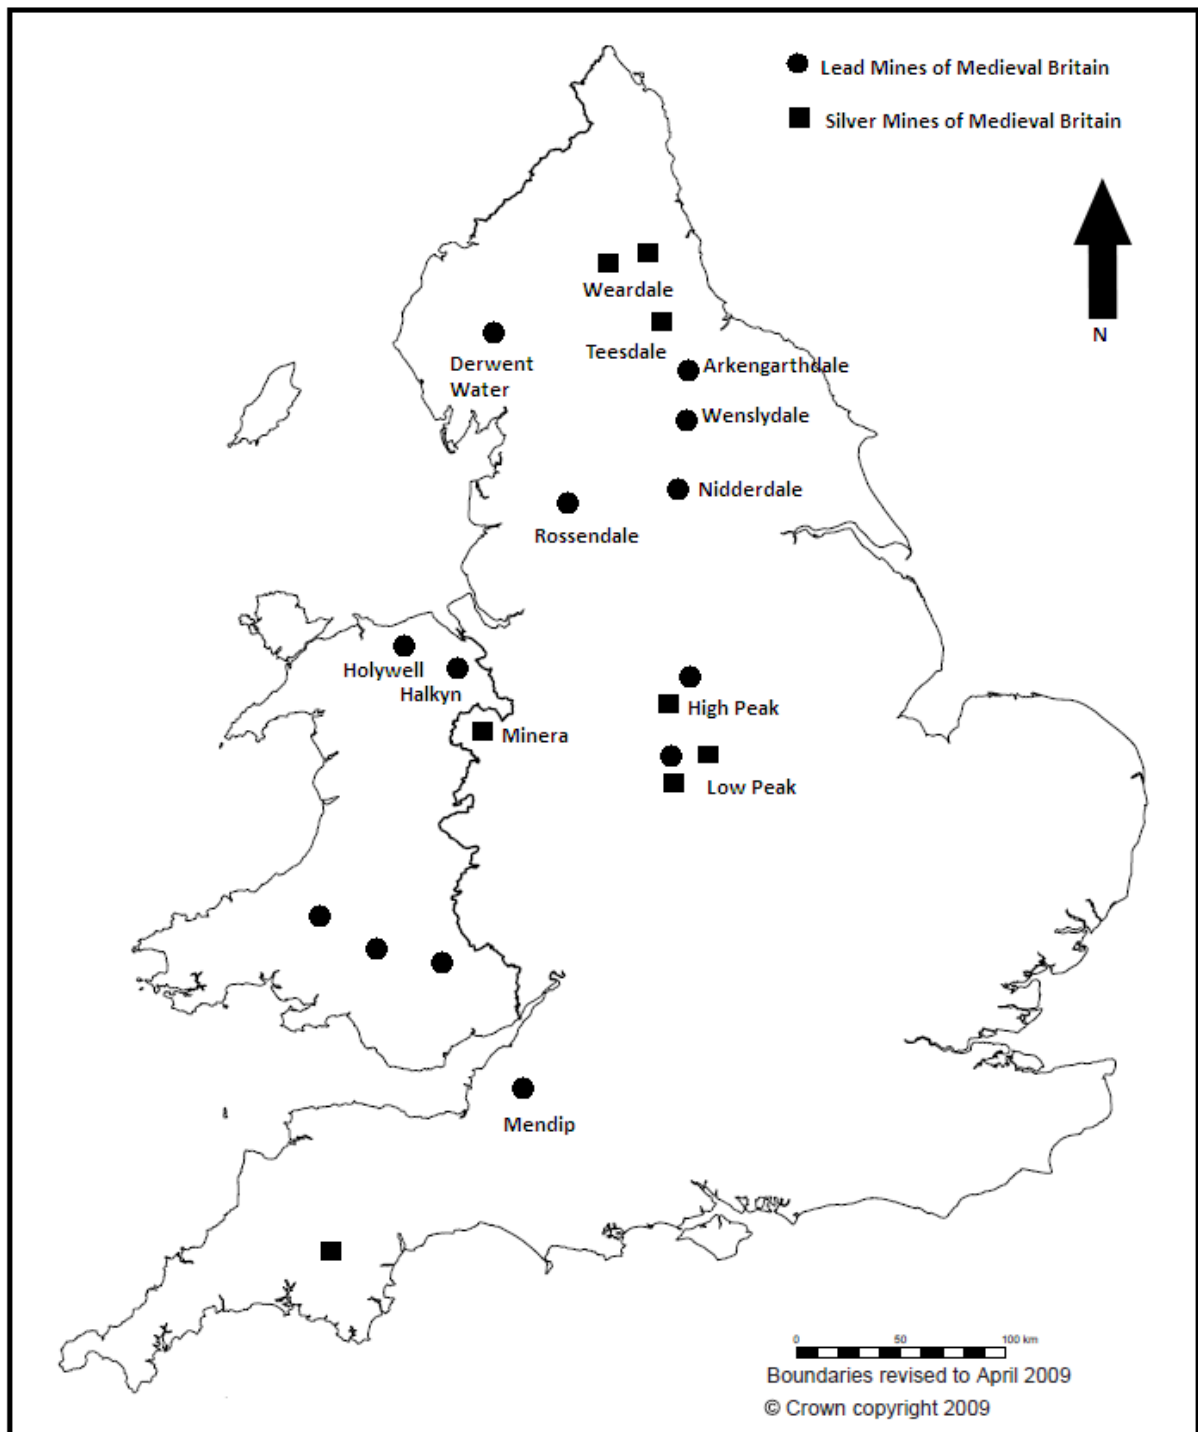 Lead Mines of Medieval Britain
Silver Mines of Medieval Britain
N
Weardale
Teesdale
Derwent
Water
Arkengarthdale
Wenslydale
Nidderdale
Rossendale
Holywell
Halkyn
High Peak
Minera
Low Peak
Mendip
0 50 100 km
Boundaries revised to April 2009
© Crown copyright 2009